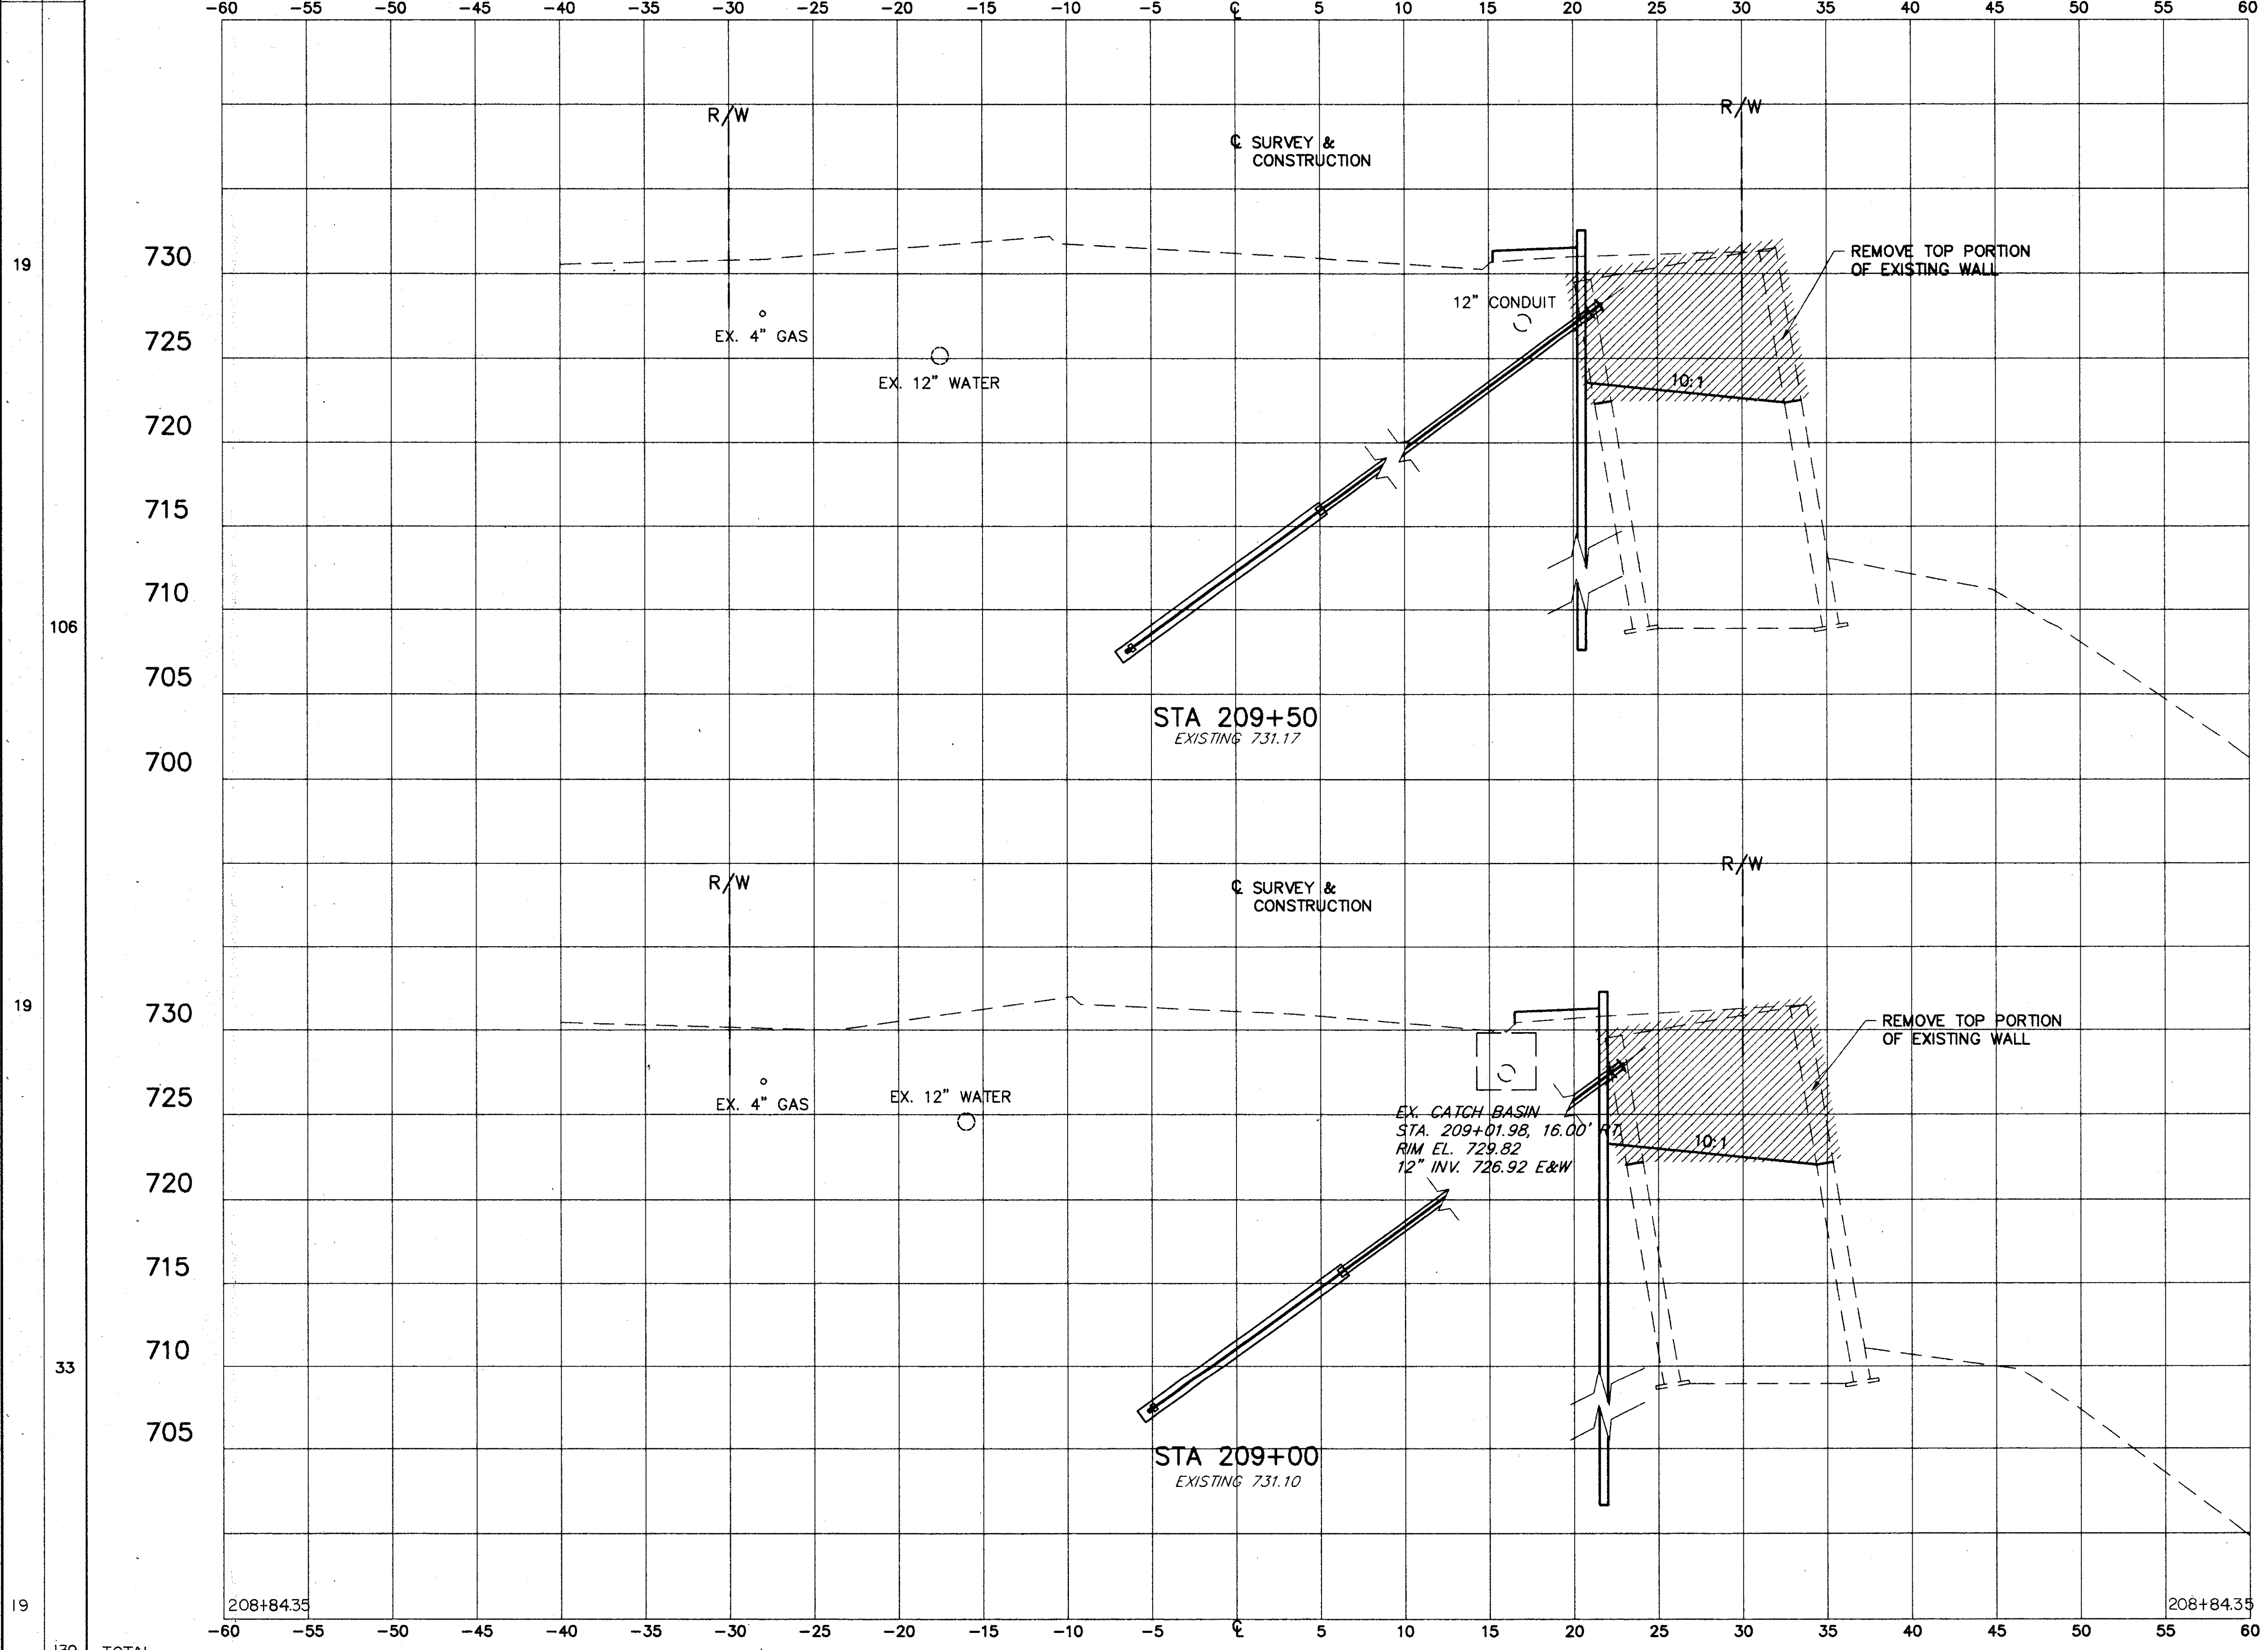 -60 -55 -50 -45 -40 -35 -30 -25 -20 -15 -10 -5 ℄ 5 10 15 20 25 30 35 40 45 50 55 60
R/W
R/W
℄ SURVEY &
CONSTRUCTION
730
19
REMOVE TOP PORTION
OF EXISTING WALL
12" CONDUIT
725
EX. 4" GAS
EX. 12" WATER
10:1
720
715
710
106
705
STA 209+50
EXISTING 731.17
700
R/W
R/W
℄ SURVEY &
CONSTRUCTION
730
19
REMOVE TOP PORTION
OF EXISTING WALL
725
EX. 4" GAS
EX. 12" WATER
EX. CATCH BASIN
STA. 209+01.98, 16.00' RT
RIM EL. 729.82
12" INV. 726.92 E&W
10:1
720
715
710
33
705
STA 209+00
EXISTING 731.10
19
208+84.35
208+84.35
-60 -55 -50 -45 -40 -35 -30 -25 -20 -15 -10 -5 ℄ 5 10 15 20 25 30 35 40 45 50 55 60